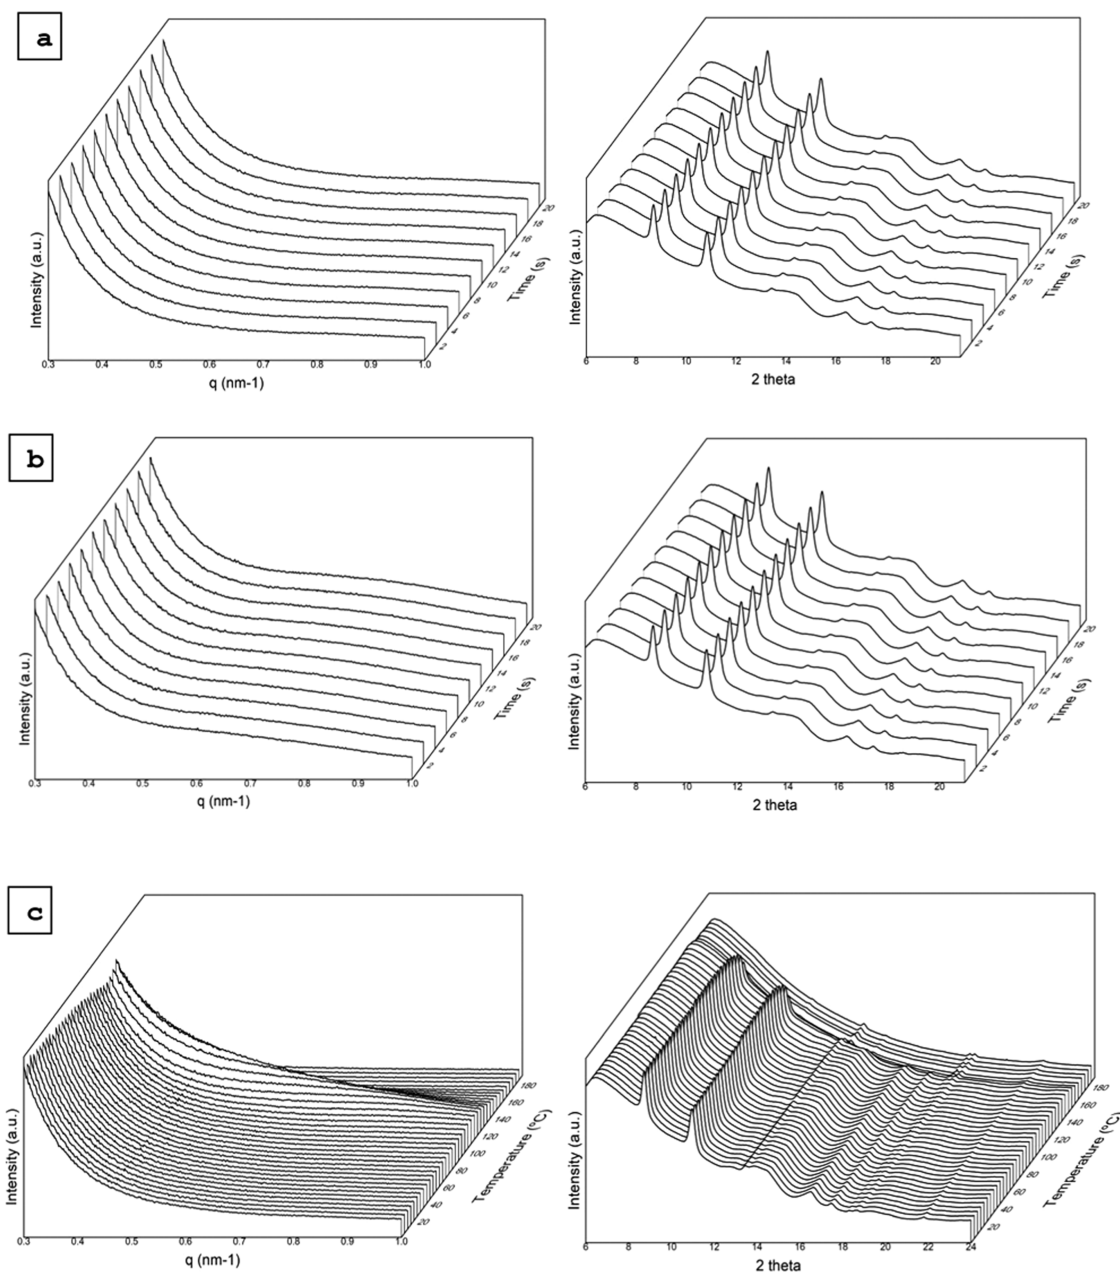 a
Intensity (a.u.)
0.3 0.4 0.5 0.6 0.7 0.8 0.9 1.0
q (nm-1)
2 4 6 8 10 12 14 16 18 20
Time (s)
Intensity (a.u.)
6 8 10 12 14 16 18 20
2 theta
2 4 6 8 10 12 14 16 18 20
Time (s)
b
Intensity (a.u.)
0.3 0.4 0.5 0.6 0.7 0.8 0.9 1.0
q (nm-1)
2 4 6 8 10 12 14 16 18 20
Time (s)
Intensity (a.u.)
6 8 10 12 14 16 18 20
2 theta
2 4 6 8 10 12 14 16 18 20
Time (s)
c
Intensity (a.u.)
0.3 0.4 0.5 0.6 0.7 0.8 0.9 1.0
q (nm-1)
20 40 60 80 100 120 140 160 180
Temperature (ºC)
Intensity (a.u.)
6 8 10 12 14 16 18 20 22 24
2 theta
20 40 60 80 100 120 140 160 180
Temperature (ºC)